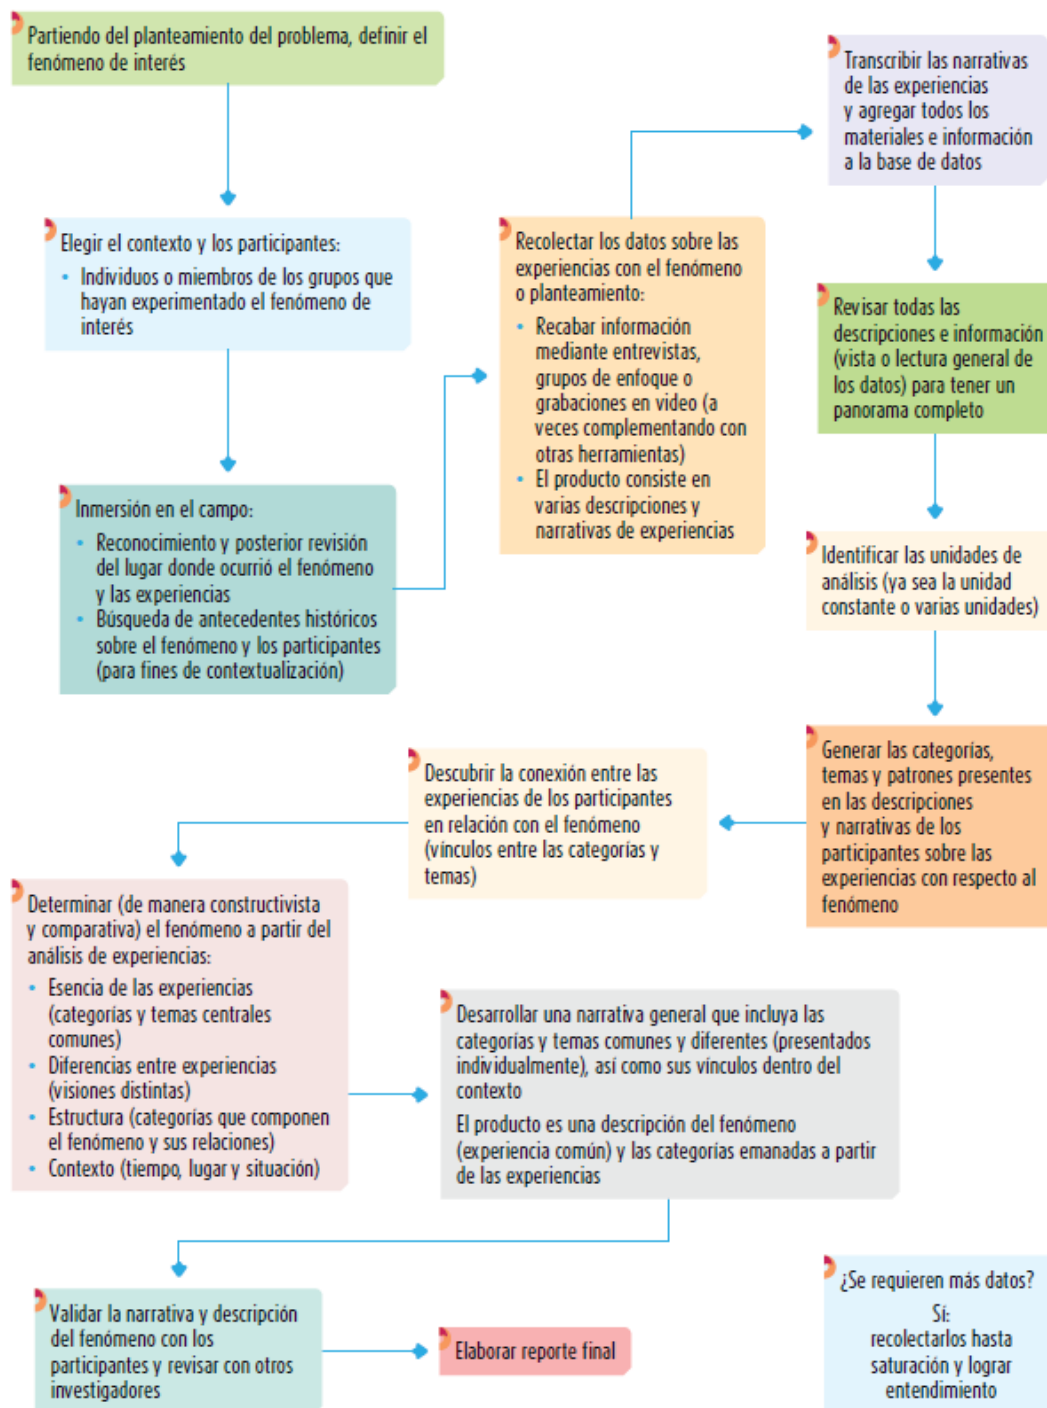 Partiendo del planteamiento del problema, definir el
fenómeno de interés
Elegir el contexto y los participantes:
• Individuos o miembros de los grupos que
hayan experimentado el fenómeno de
interés
Inmersión en el campo:
• Reconocimiento y posterior revisión
del lugar donde ocurrió el fenómeno
y las experiencias
• Búsqueda de antecedentes históricos
sobre el fenómeno y los participantes
(para fines de contextualización)
Recolectar los datos sobre las
experiencias con el fenómeno
o planteamiento:
• Recabar información
mediante entrevistas,
grupos de enfoque o
grabaciones en video (a
veces complementando con
otras herramientas)
• El producto consiste en
varias descripciones y
narrativas de experiencias
Transcribir las narrativas
de las experiencias
y agregar todos los
materiales e información
a la base de datos
Revisar todas las
descripciones e información
(vista o lectura general de
los datos) para tener un
panorama completo
Identificar las unidades de
análisis (ya sea la unidad
constante o varias unidades)
Generar las categorías,
temas y patrones presentes
en las descripciones
y narrativas de los
participantes sobre las
experiencias con respecto al
fenómeno
Descubrir la conexión entre las
experiencias de los participantes
en relación con el fenómeno
(vínculos entre las categorías y
temas)
Determinar (de manera constructivista
y comparativa) el fenómeno a partir del
análisis de experiencias:
• Esencia de las experiencias
(categorías y temas centrales
comunes)
• Diferencias entre experiencias
(visiones distintas)
• Estructura (categorías que componen
el fenómeno y sus relaciones)
• Contexto (tiempo, lugar y situación)
Desarrollar una narrativa general que incluya las
categorías y temas comunes y diferentes (presentados
individualmente), así como sus vínculos dentro del
contexto
El producto es una descripción del fenómeno
(experiencia común) y las categorías emanadas a partir
de las experiencias
Validar la narrativa y descripción
del fenómeno con los
participantes y revisar con otros
investigadores
Elaborar reporte final
¿Se requieren más datos?
Sí:
recolectarlos hasta
saturación y lograr
entendimiento